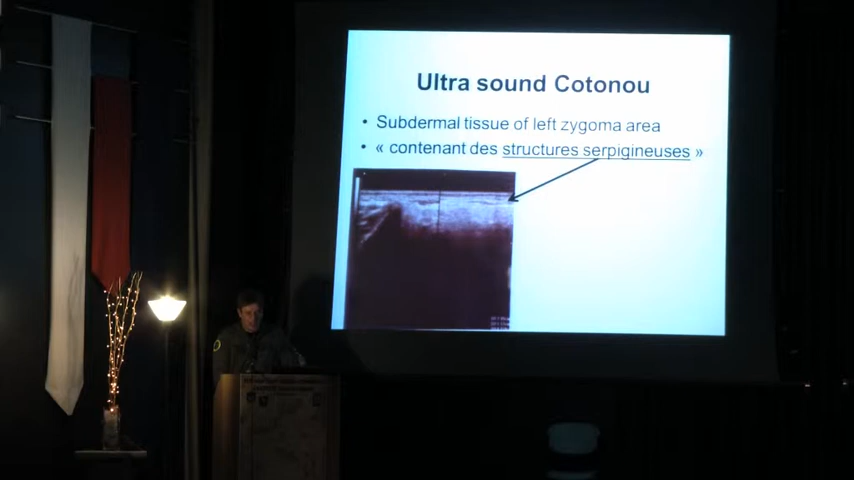 Ultra sound Cotonou
• Subdermal tissue of left zygoma area
• « contenant des structures serpigineuses »